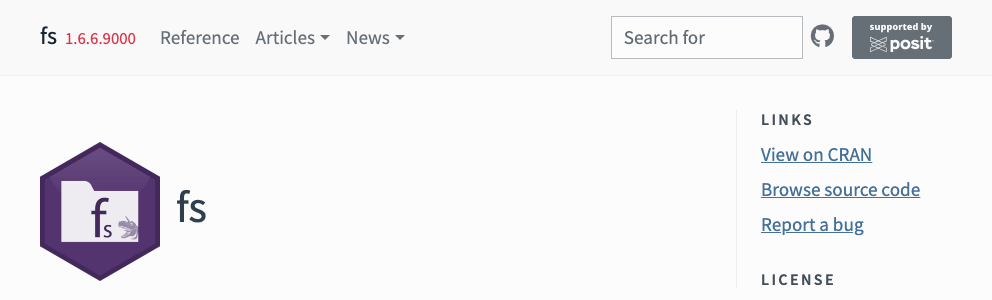 fs 1.6.6.9000 Reference Articles News Search for supported by posit
fs
fs
LINKS
View on CRAN
Browse source code
Report a bug
LICENSE